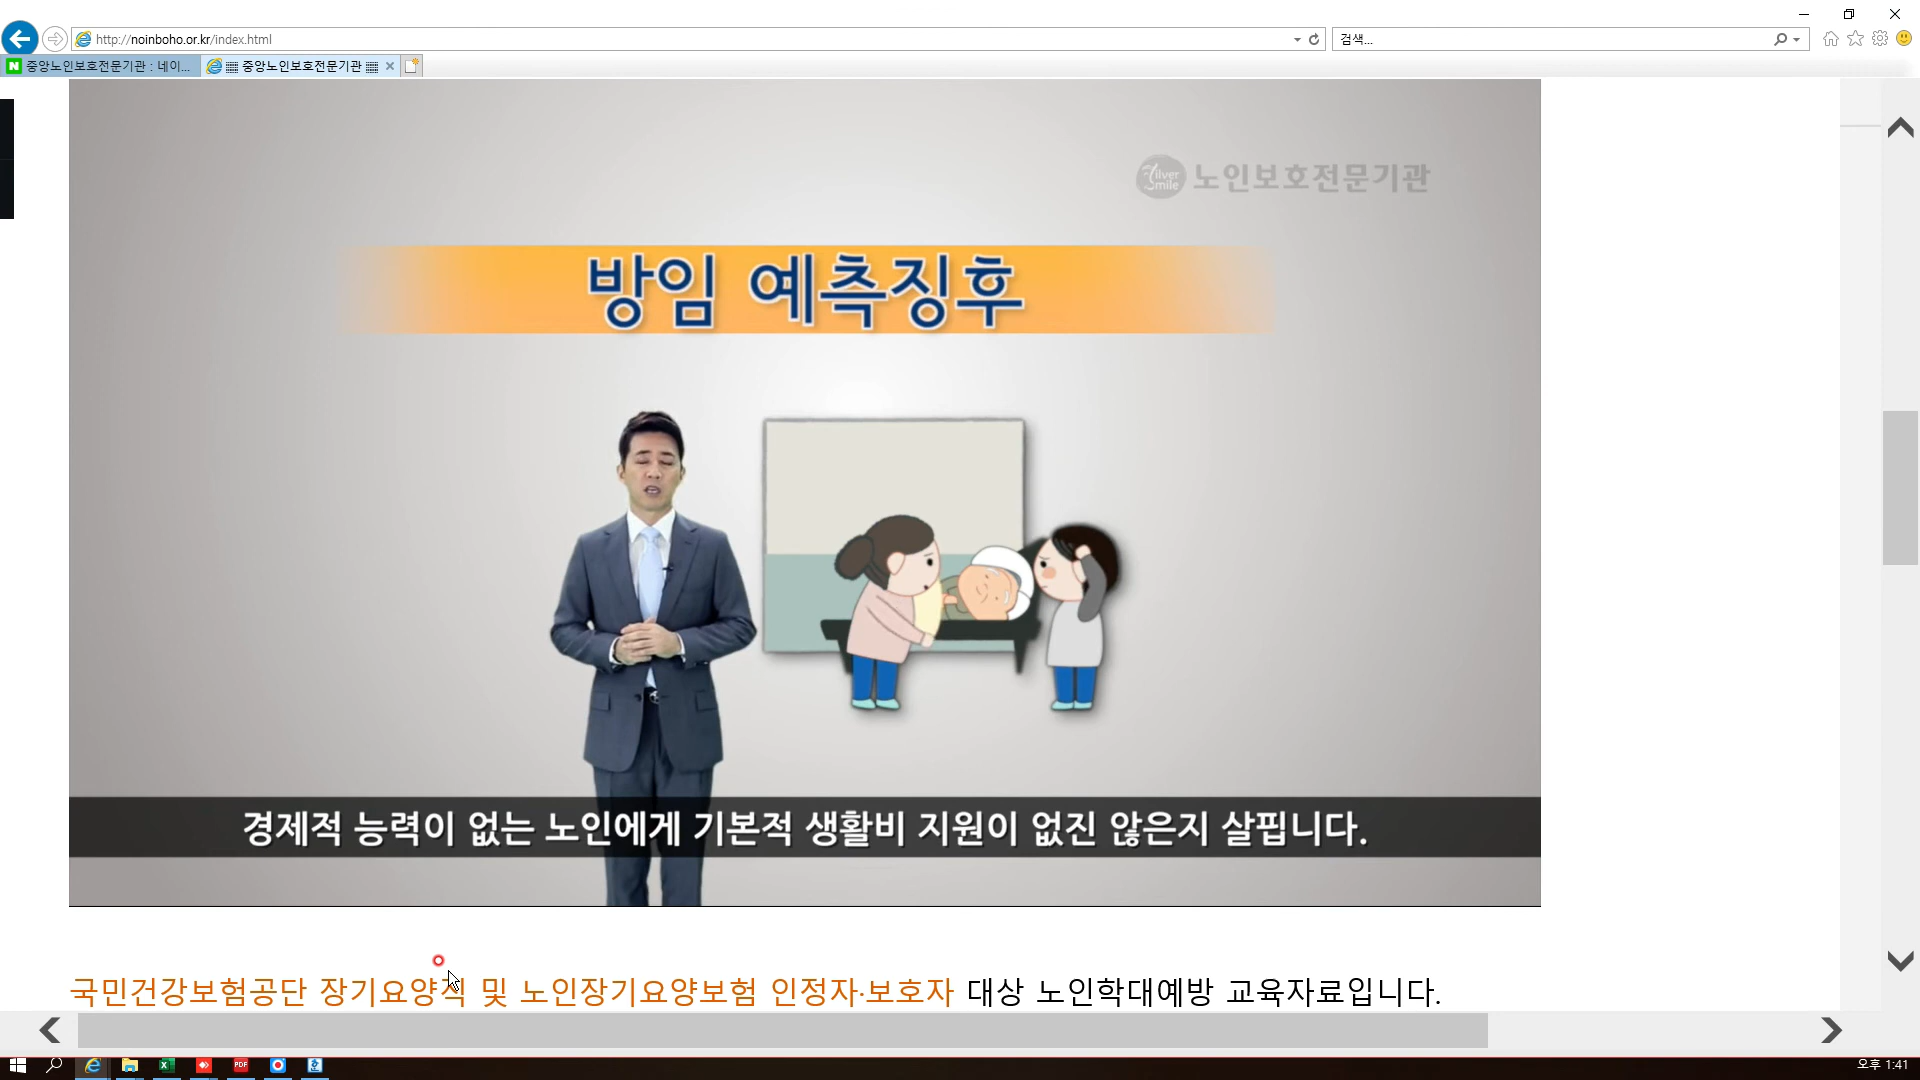 http://noinboho.or.kr/index.html
검색...
N 중앙노인보호전문기관 : 네이...
중앙노인보호전문기관
Silver Smile 노인보호전문기관
방임 예측징후
경제적 능력이 없는 노인에게 기본적 생활비 지원이 없진 않은지 살핍니다.
국민건강보험공단 장기요양직 및 노인장기요양보험 인정자·보호자 대상 노인학대예방 교육자료입니다.
PDF
오후 1:41